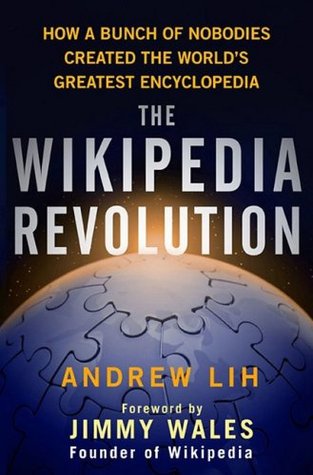 HOW A BUNCH OF NOBODIES
CREATED THE WORLD'S
GREATEST ENCYCLOPEDIA
THE
WIKIPEDIA
REVOLUTION
ANDREW LIH
Foreword by
JIMMY WALES
Founder of Wikipedia